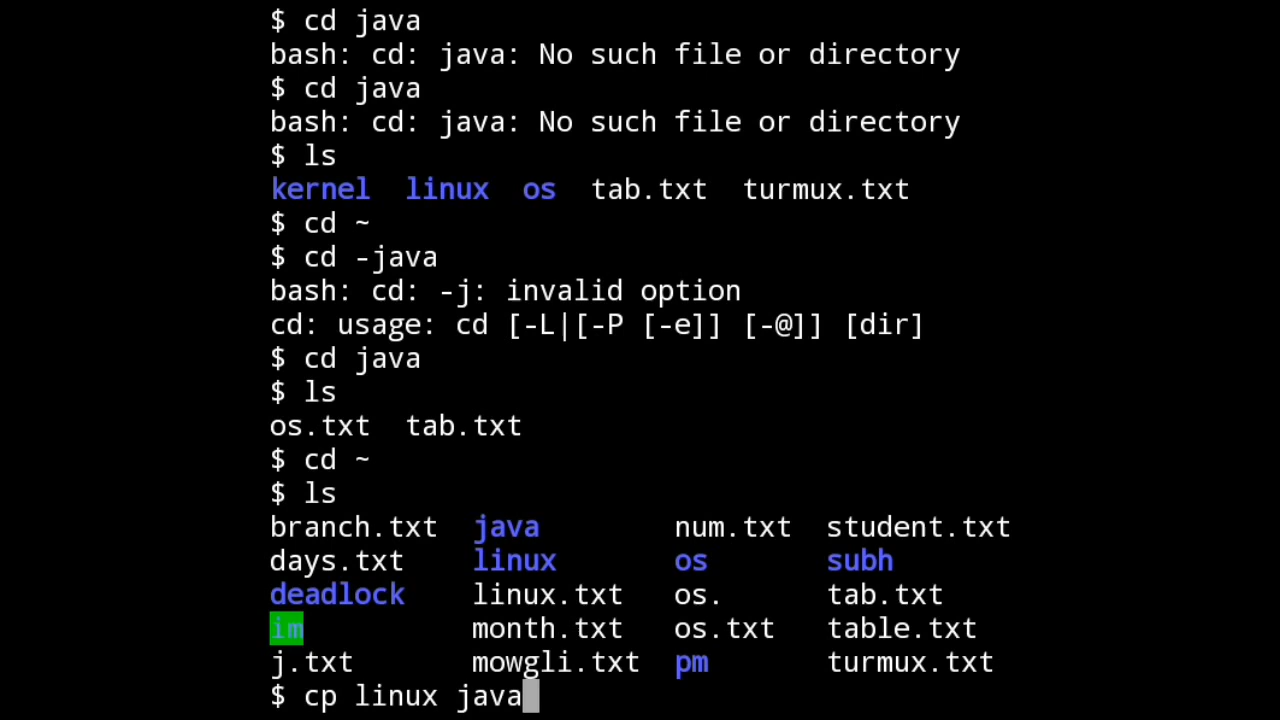 $ cd java
bash: cd: java: No such file or directory
$ cd java
bash: cd: java: No such file or directory
$ ls
kernel  linux  os  tab.txt  turmux.txt
$ cd ~
$ cd -java
bash: cd: -j: invalid option
cd: usage: cd [-L|[-P [-e]] [-@]] [dir]
$ cd java
$ ls
os.txt  tab.txt
$ cd ~
$ ls
branch.txt  java        num.txt  student.txt
days.txt    linux       os       subh
deadlock    linux.txt   os.      tab.txt
im          month.txt   os.txt   table.txt
j.txt       mowgli.txt  pm       turmux.txt
$ cp linux java